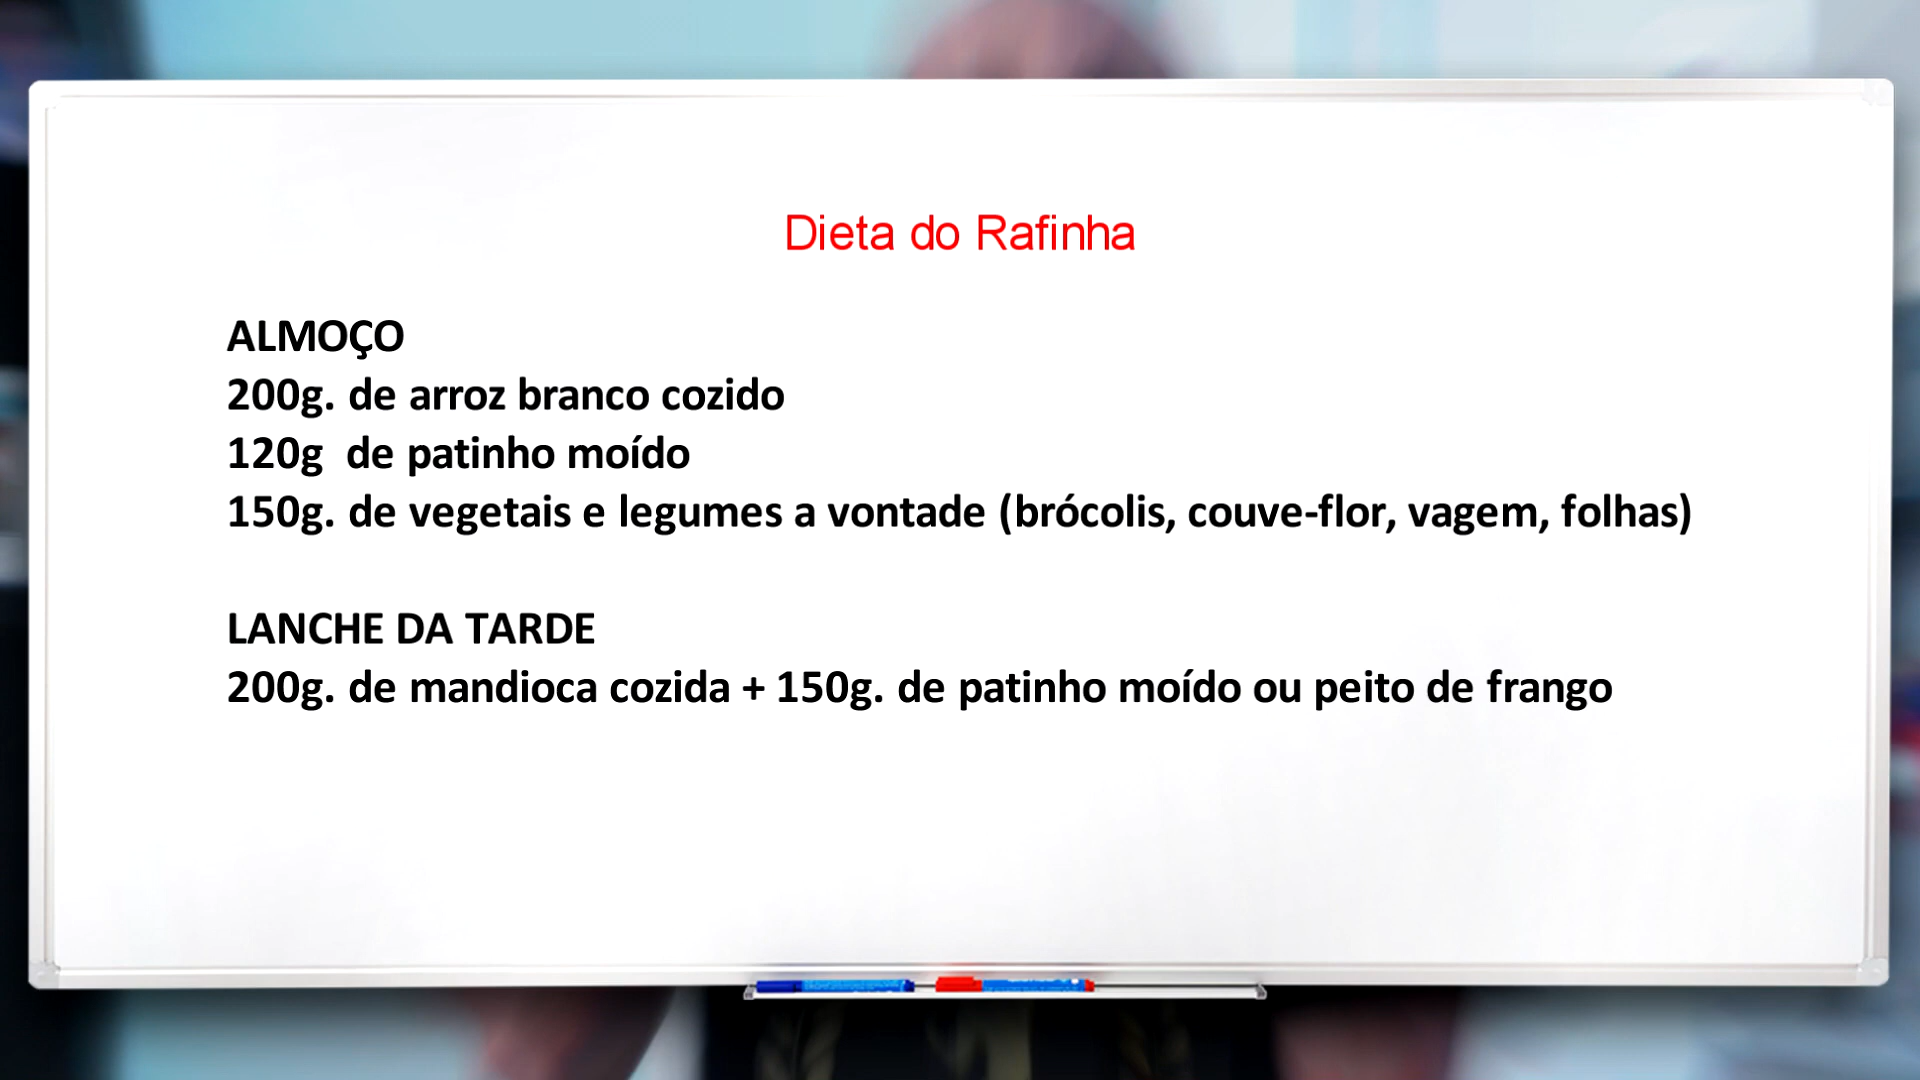 Dieta do Rafinha
ALMOÇO
200g. de arroz branco cozido
120g  de patinho moído
150g. de vegetais e legumes a vontade (brócolis, couve-flor, vagem, folhas)
LANCHE DA TARDE
200g. de mandioca cozida + 150g. de patinho moído ou peito de frango